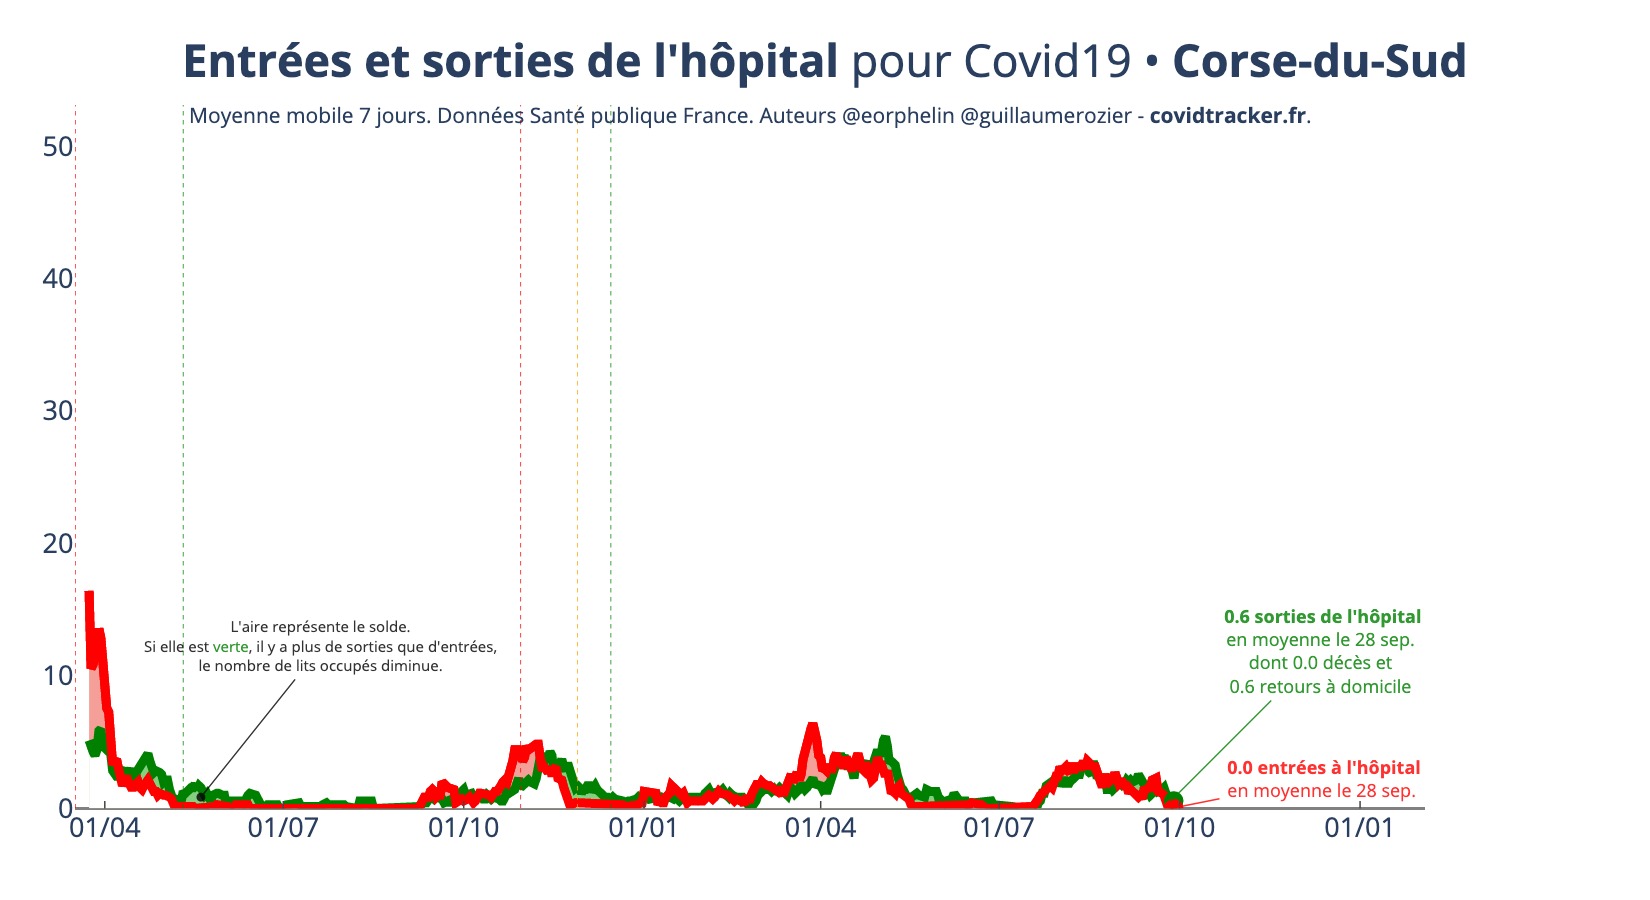 Entrées et sorties de l'hôpital pour Covid19 • Corse-du-Sud
Moyenne mobile 7 jours. Données Santé publique France. Auteurs @eorphelin @guillaumerozier - covidtracker.fr.
50
40
30
20
10
0
L'aire représente le solde.
Si elle est verte, il y a plus de sorties que d'entrées,
le nombre de lits occupés diminue.
0.6 sorties de l'hôpital
en moyenne le 28 sep.
dont 0.0 décès et
0.6 retours à domicile
0.0 entrées à l'hôpital
en moyenne le 28 sep.
01/04 01/07 01/10 01/01 01/04 01/07 01/10 01/01